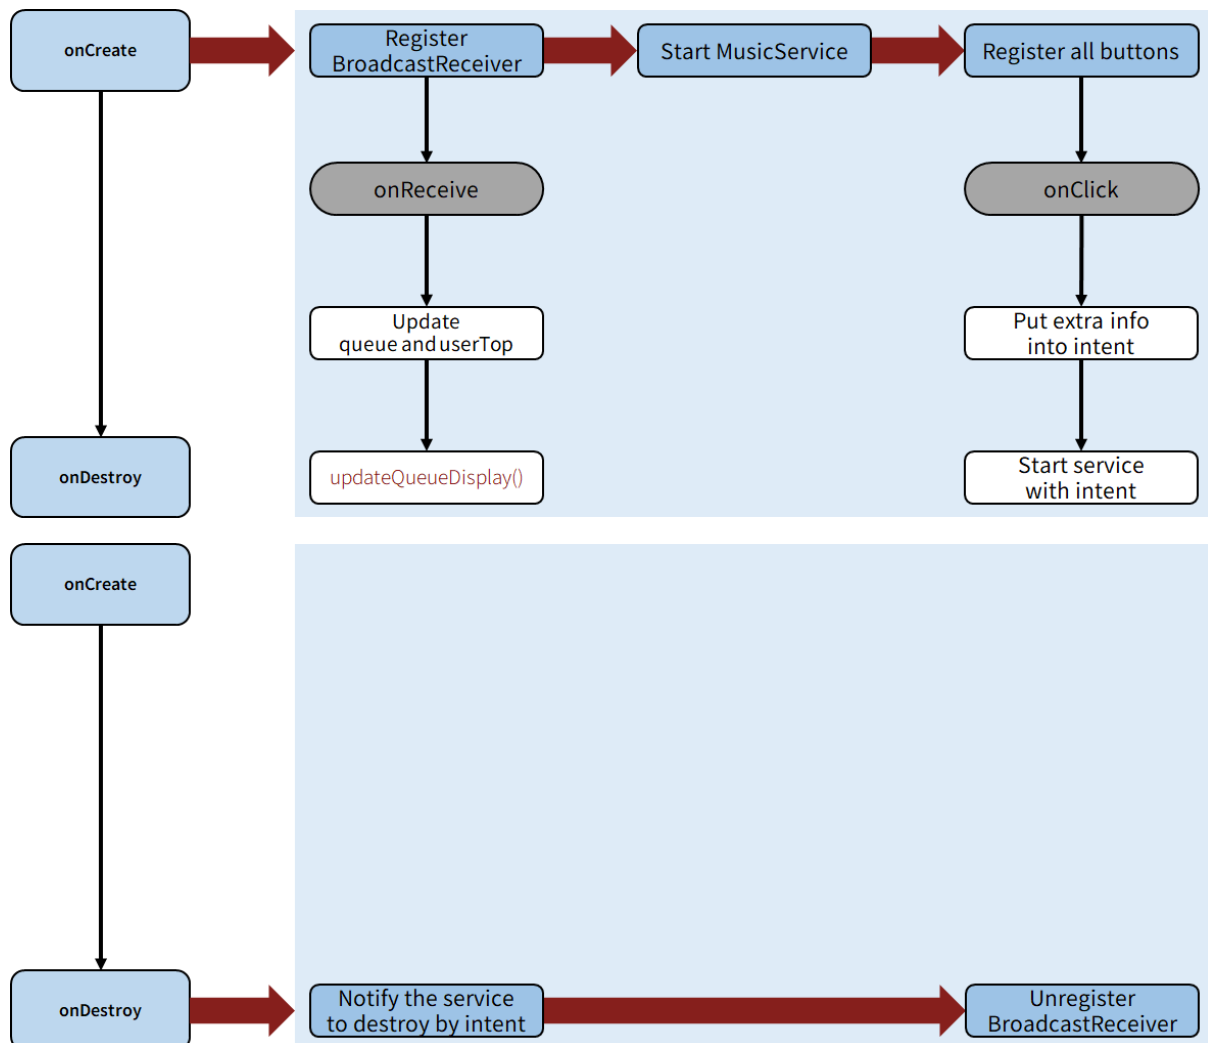 onCreate
Register
BroadcastReceiver
Start MusicService
Register all buttons
onReceive
onClick
Update
queue and userTop
Put extra info
into intent
onDestroy
updateQueueDisplay()
Start service
with intent
onCreate
onDestroy
Notify the service
to destroy by intent
Unregister
BroadcastReceiver